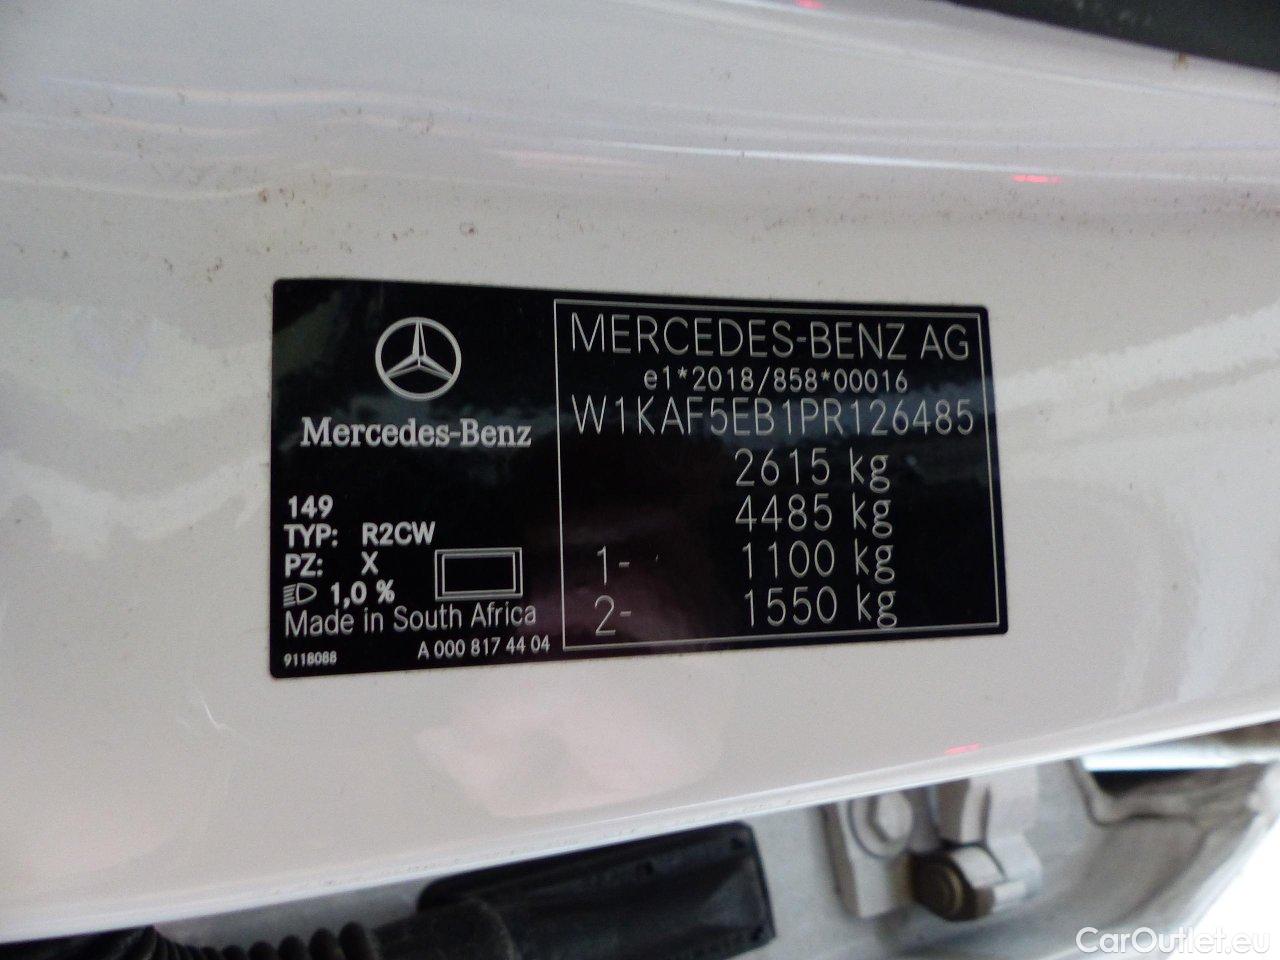 Mercedes-Benz
149
TYP: R2CW
PZ: X
1,0 %
Made in South Africa
9118088 A 000 817 44 04
MERCEDES-BENZ AG
e1*2018/858*00016
W1KAF5EB1PR126485
2615 kg
4485 kg
1- 1100 kg
2- 1550 kg
CarOutlet.eu